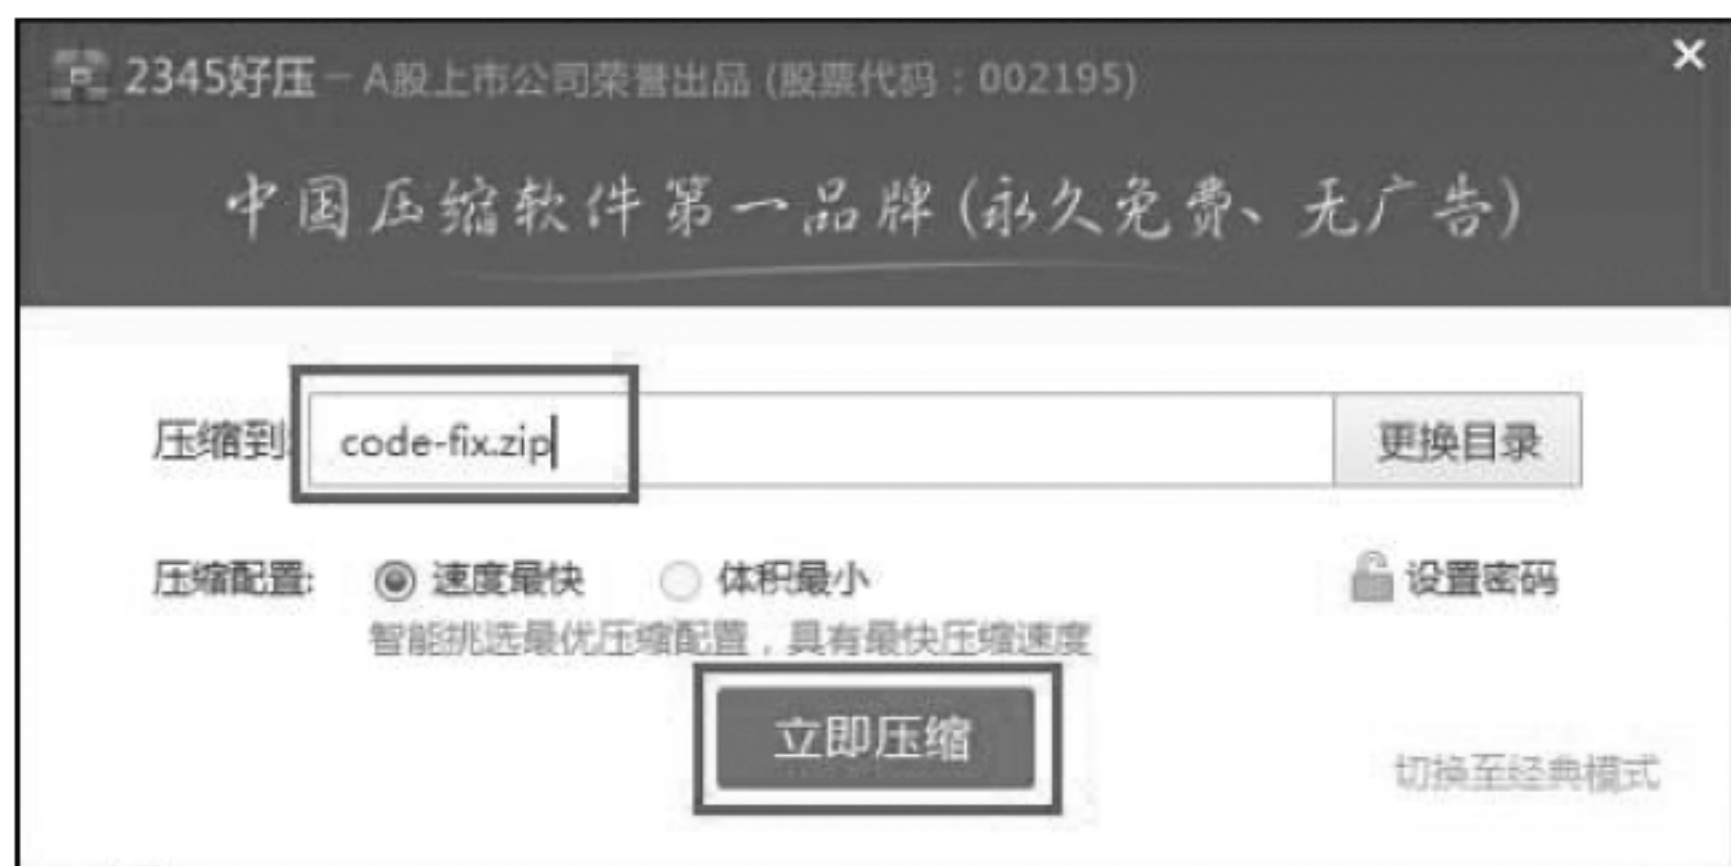 2345好压 — A股上市公司荣誉出品 (股票代码：002195)
中国压缩软件第一品牌(永久免费、无广告)
压缩到: code-fix.zip 更换目录
压缩配置: 速度最快 体积最小 设置密码
智能挑选最优压缩配置，具有最快压缩速度
立即压缩
切换至经典模式